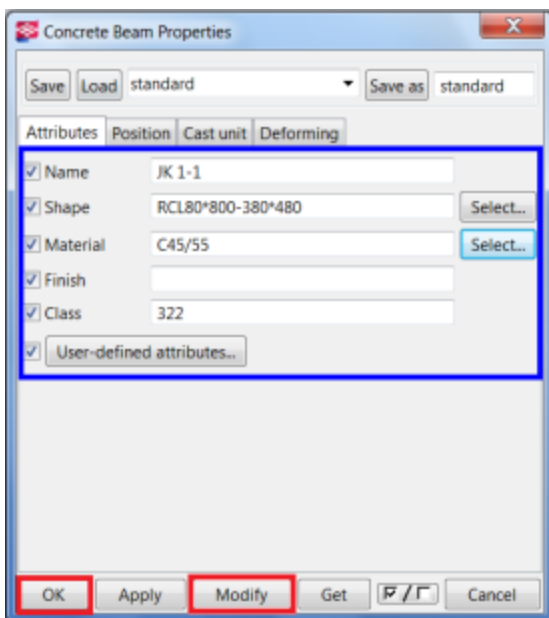 Concrete Beam Properties
Save Load standard Save as standard
Attributes Position Cast unit Deforming
Name JK 1-1
Shape RCL80*800-380*480 Select...
Material C45/55 Select...
Finish
Class 322
User-defined attributes...
OK Apply Modify Get / Cancel